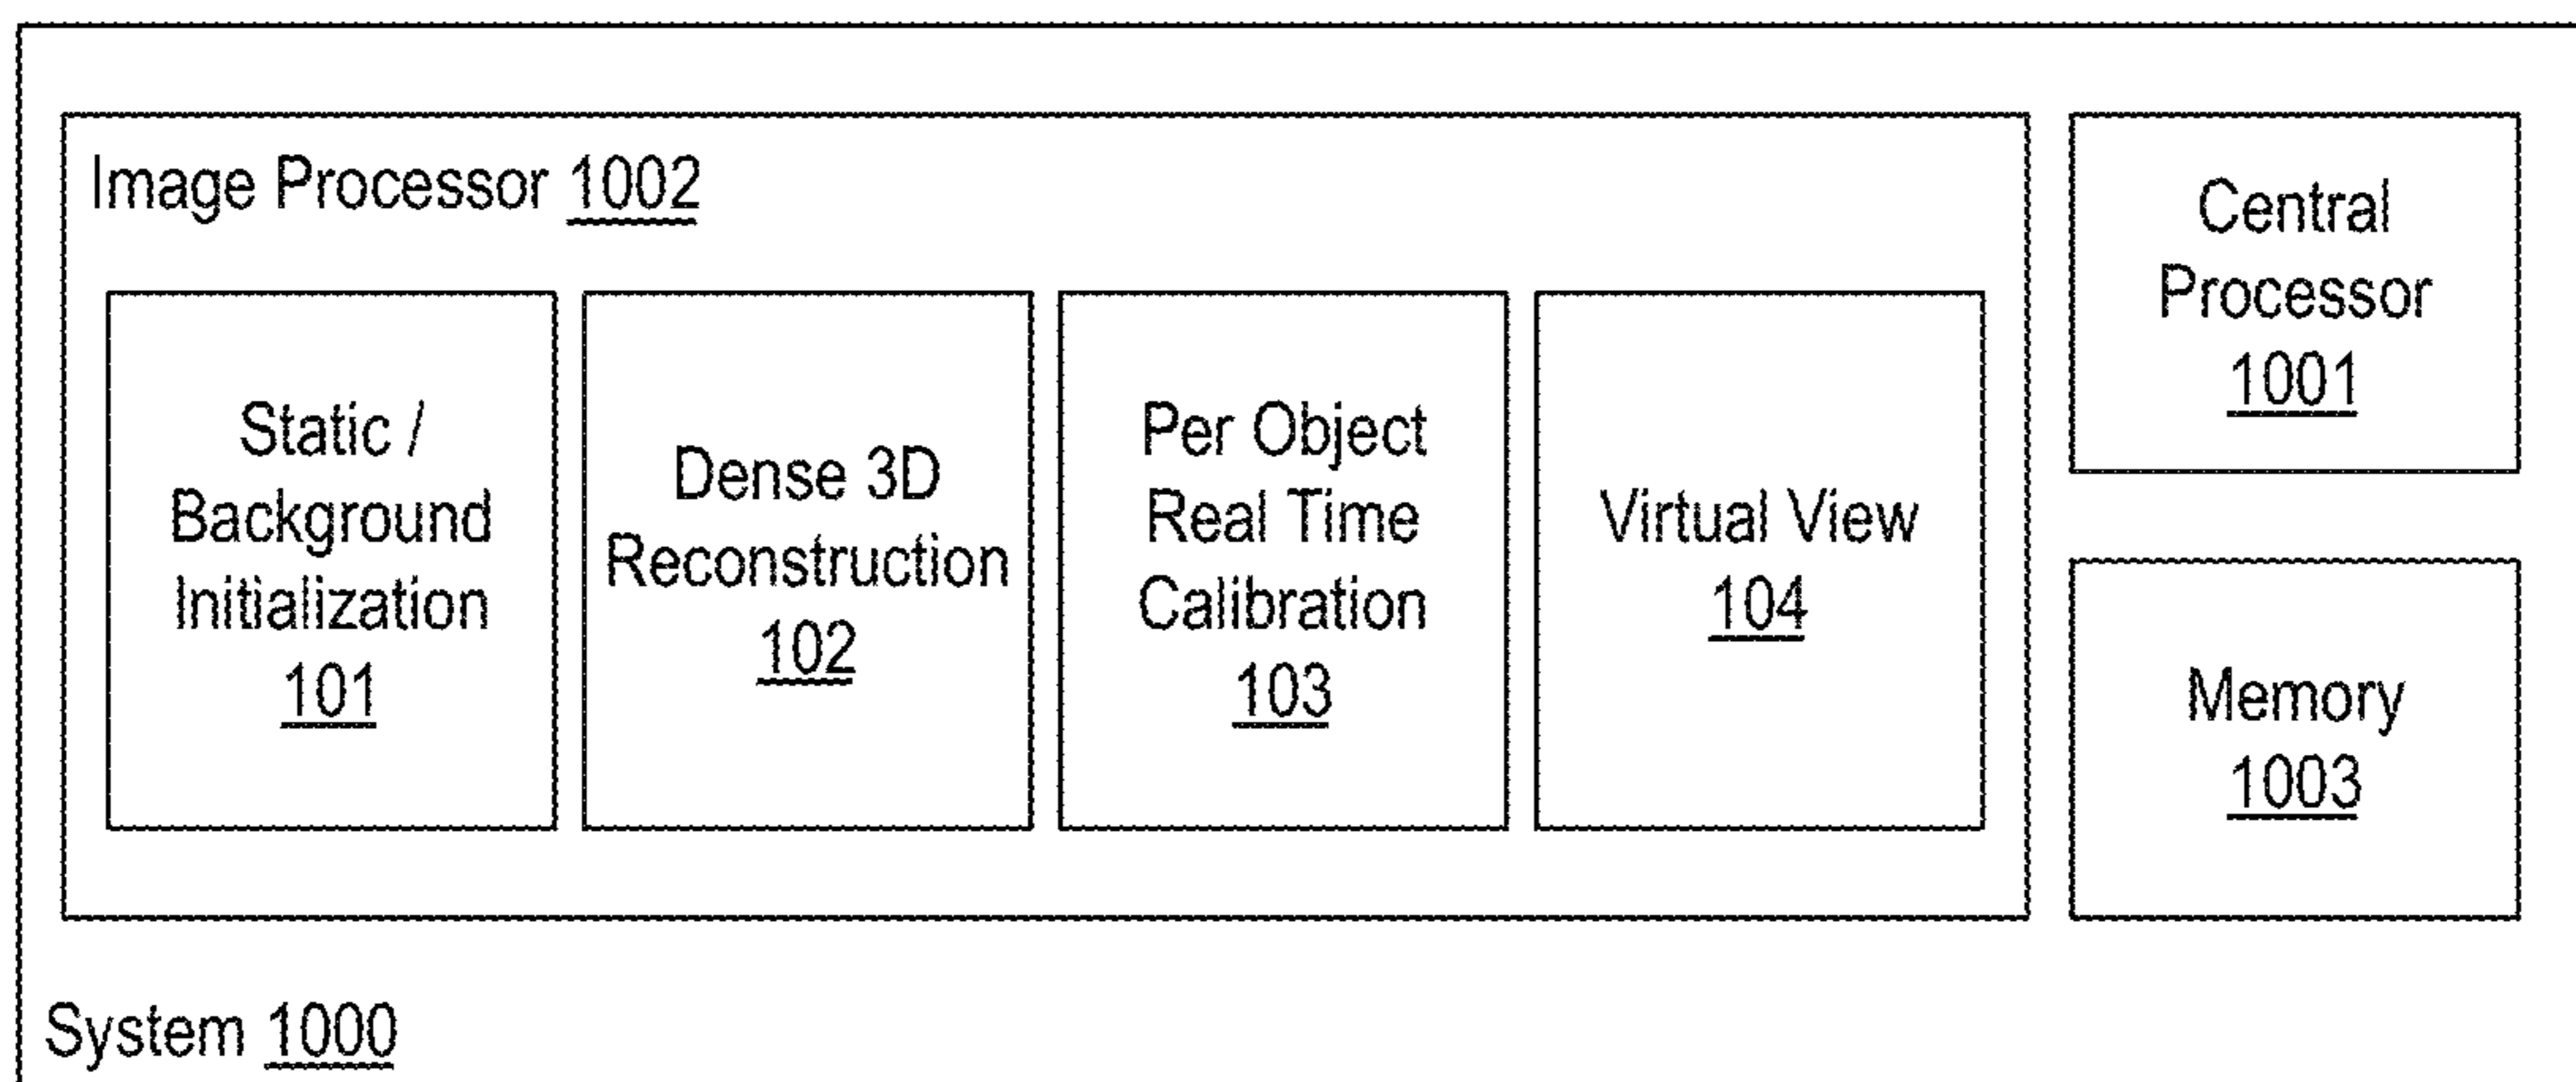 Image Processor 1002
Static /
Background
Initialization
101
Dense 3D
Reconstruction
102
Per Object
Real Time
Calibration
103
Virtual View
104
Central
Processor
1001
Memory
1003
System 1000